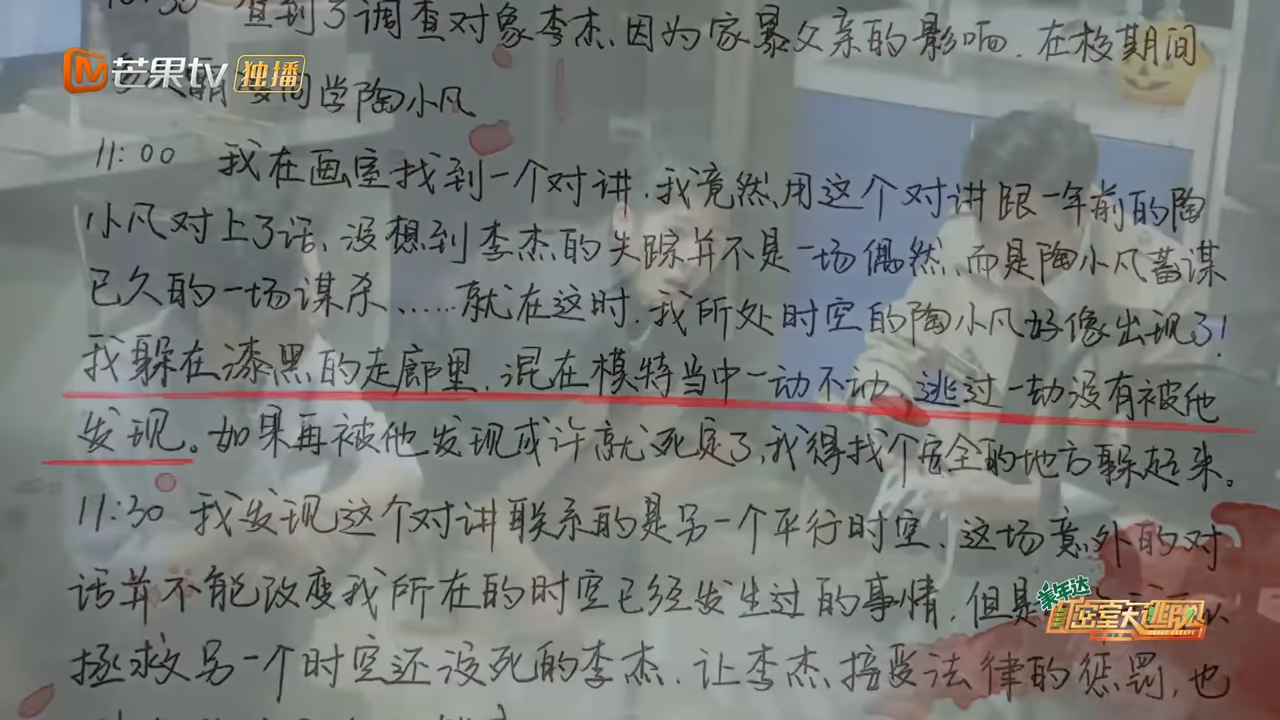 查到了调查对象李杰,因为家暴父亲的影响.在校期间
芒果tv 独播
同学陶小凡
11:00 我在画室找到一个对讲.我竟然用这个对讲跟一年前的陶
小凡对上了话、没想到李杰的失踪并不是一场偶然、而是陶小凡蓄谋
已久的一场谋杀、......就在这时.我所处时空的陶小凡好像出现了!
我躲在漆黑的走廊里.混在模特当中一动不动、逃过一劫没有被他
发现。如果再被他发现或许就死定了,我得找个安全的地方躲起来。
11:30 我发现这个对讲联系的是另一个平行时空、这场意外的对
话并不能改变我所在的时空已经发生过的事情.但是
美年达
密室大逃脱
拯救另一个时空还没死的李杰.让李杰接受法律的惩罚,也